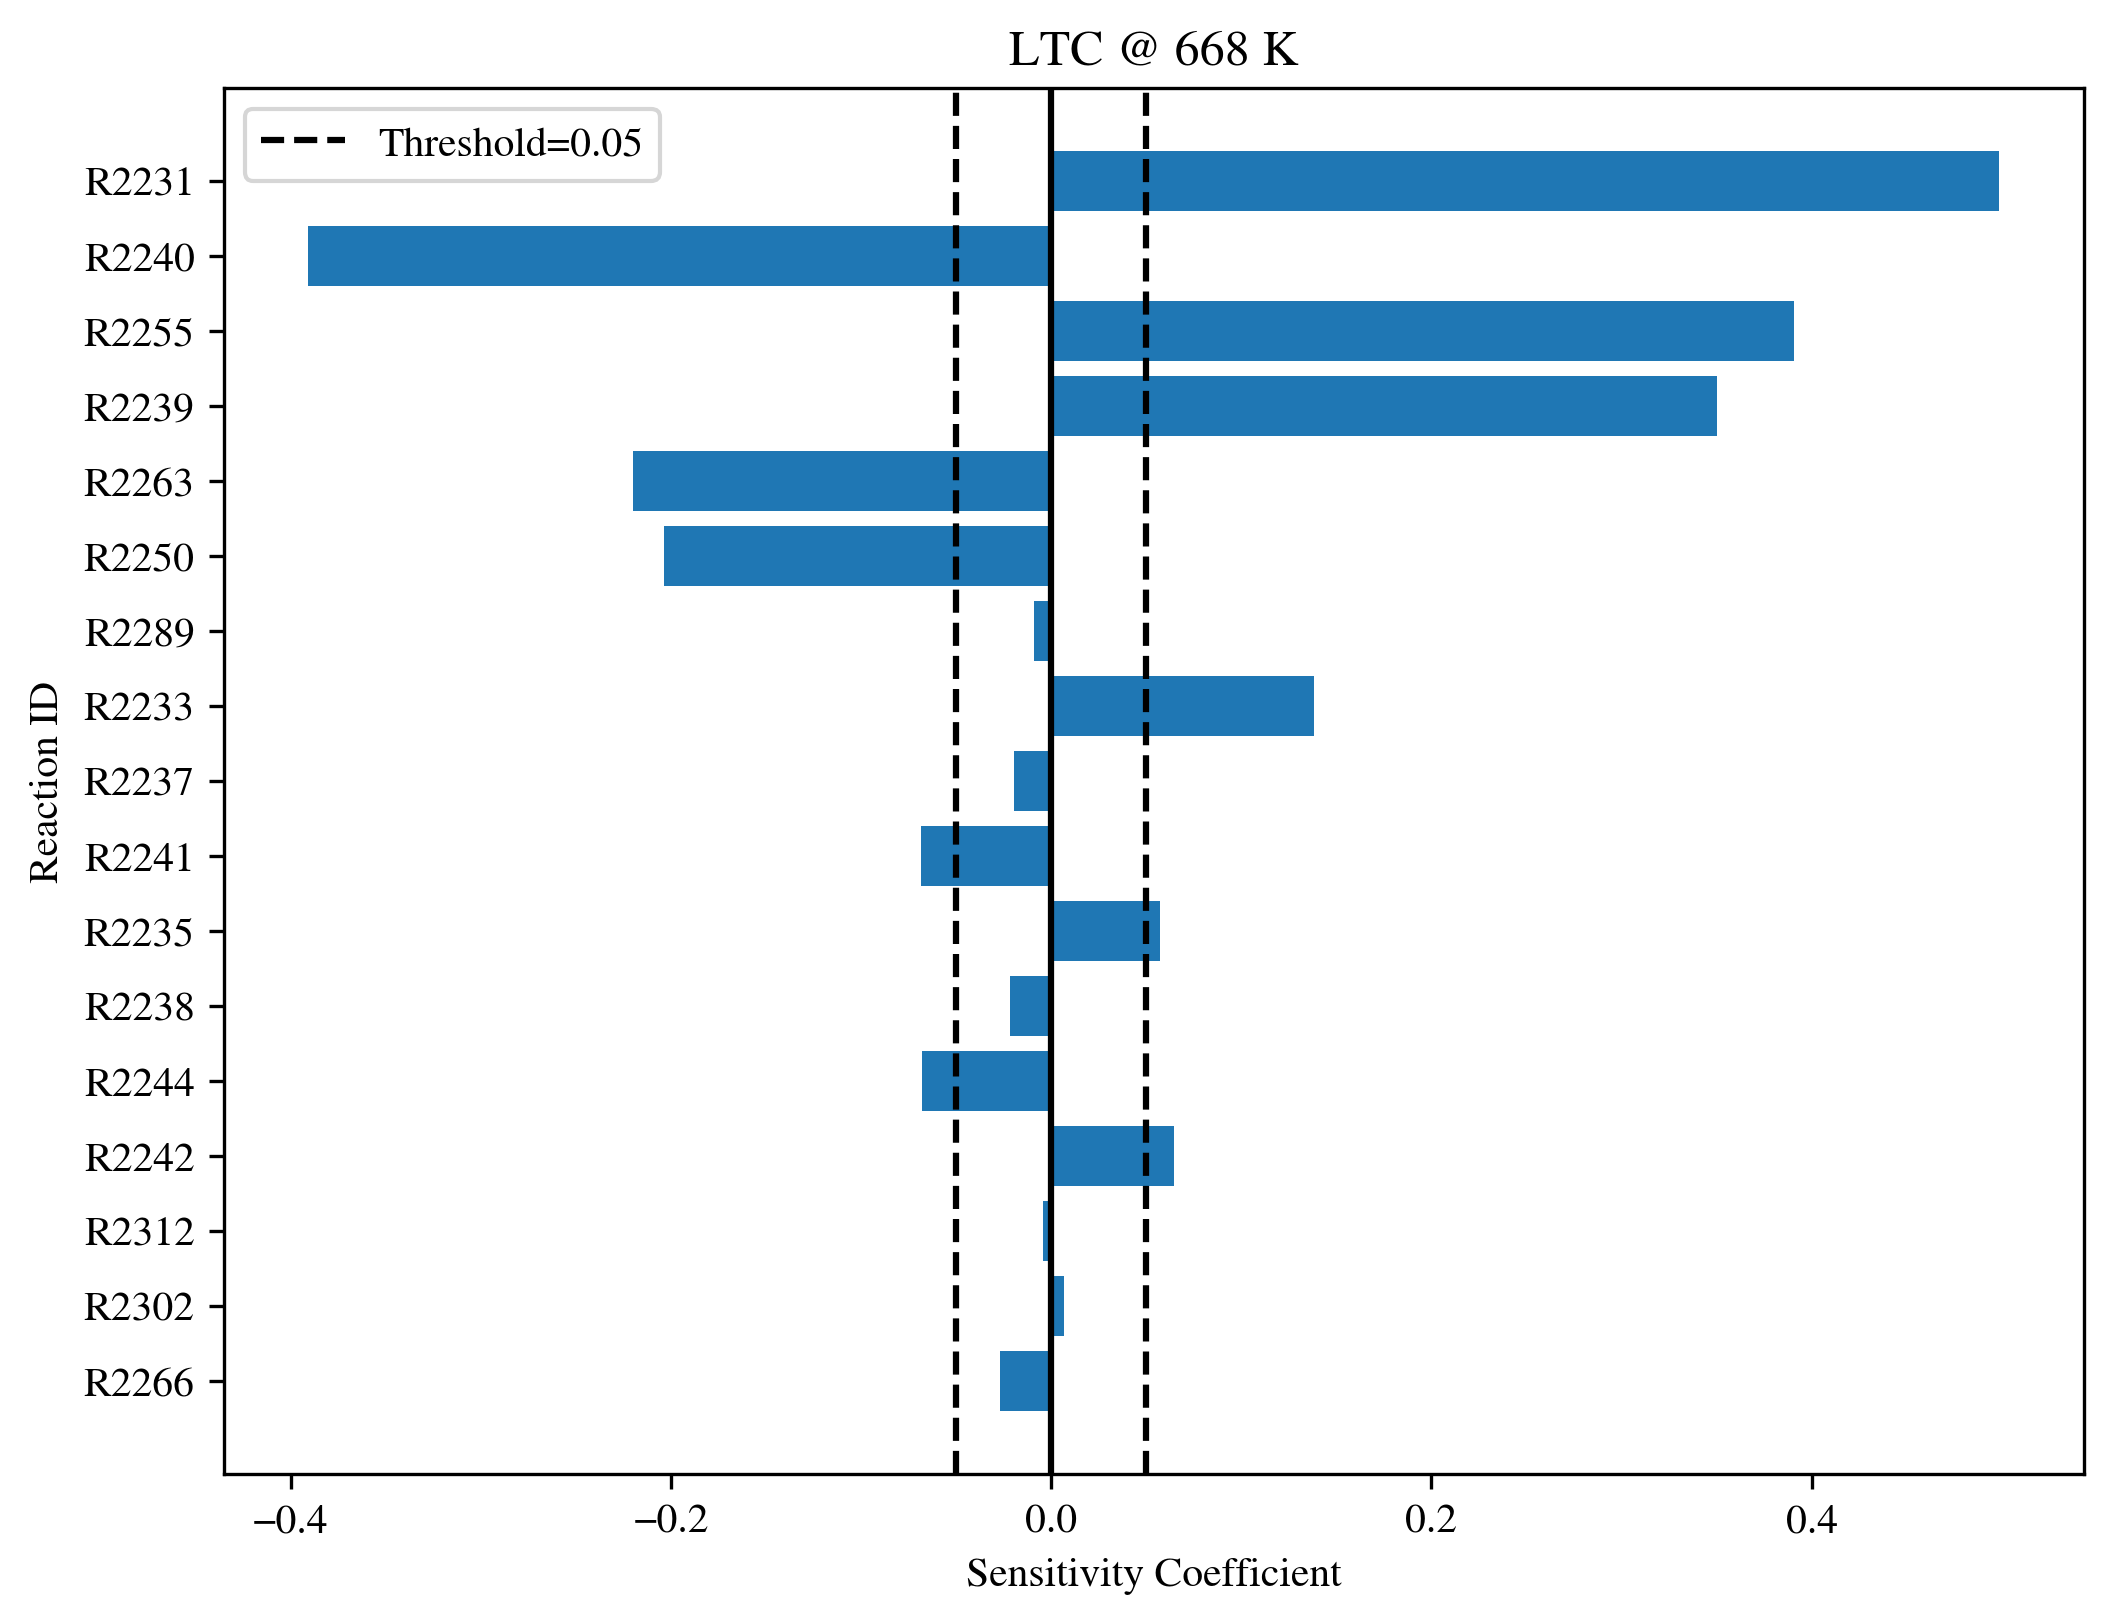 LTC @ 668 K
Threshold=0.05
R2231
R2240
R2255
R2239
R2263
R2250
R2289
R2233
R2237
R2241
R2235
R2238
R2244
R2242
R2312
R2302
R2266
Reaction ID
−0.4 −0.2 0.0 0.2 0.4
Sensitivity Coefficient